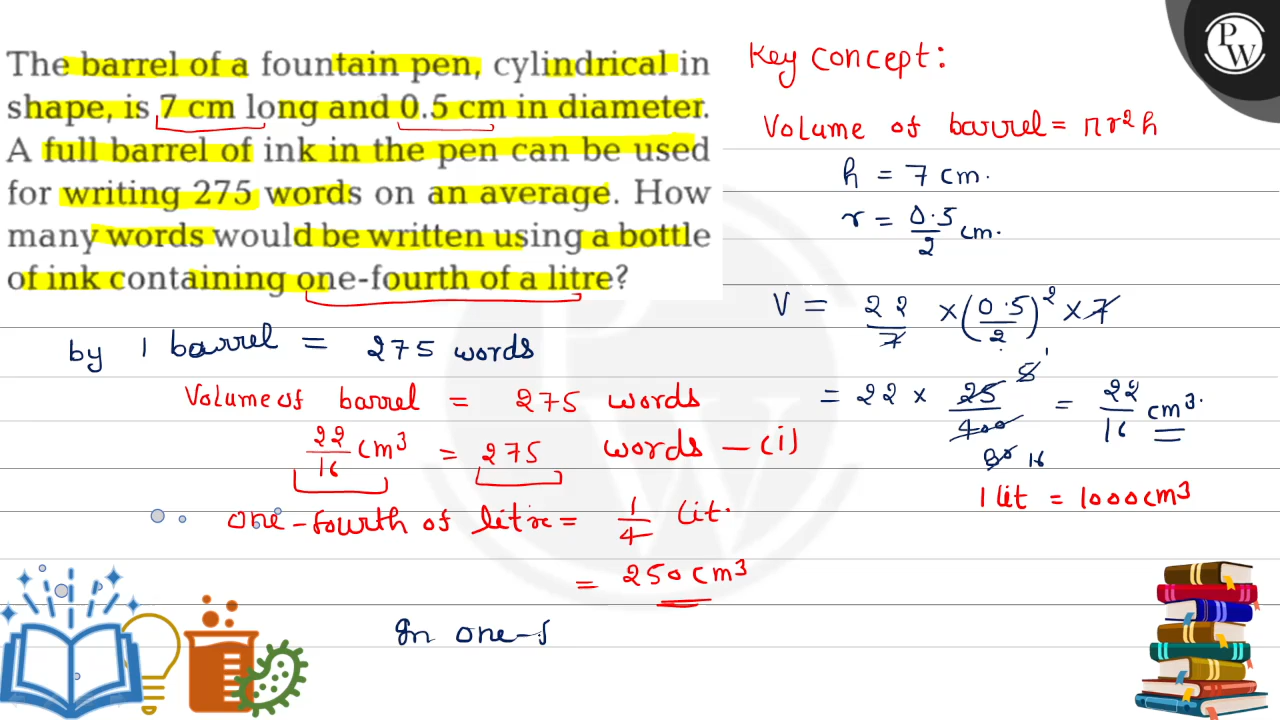 The barrel of a fountain pen, cylindrical in
shape, is 7 cm long and 0.5 cm in diameter.
A full barrel of ink in the pen can be used
for writing 275 words on an average. How
many words would be written using a bottle
of ink containing one-fourth of a litre?
by 1 barrel = 275 words
Volume of barrel = 275 words
22/16 cm³ = 275 words – (i)
one-fourth of litre = 1/4 lit.
= 250 cm³
In one-f
PW
Key concept:
Volume of barrel = πr²h
h = 7 cm.
r = 0.5/2 cm.
V = 22/7 × (0.5/2)² × 7
= 22 × 25/400 = 22/16 cm³.
1 lit = 1000 cm³